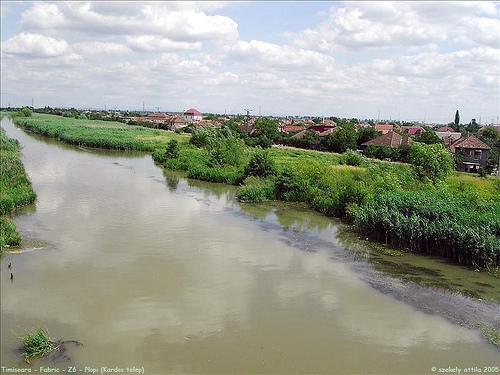 Timisoara - Fabric - Z6 - Plopi (Kardos telep)
© szekely attila 2005